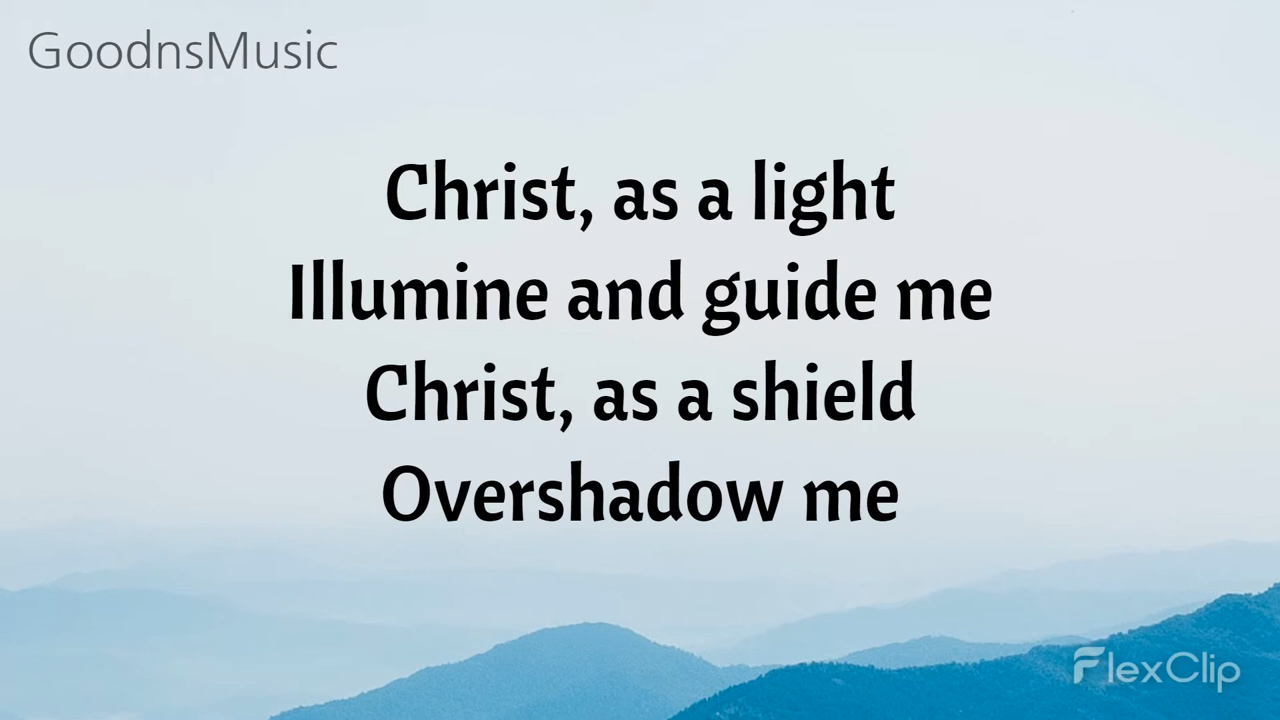 GoodnsMusic
Christ, as a light
Illumine and guide me
Christ, as a shield
Overshadow me
FlexClip